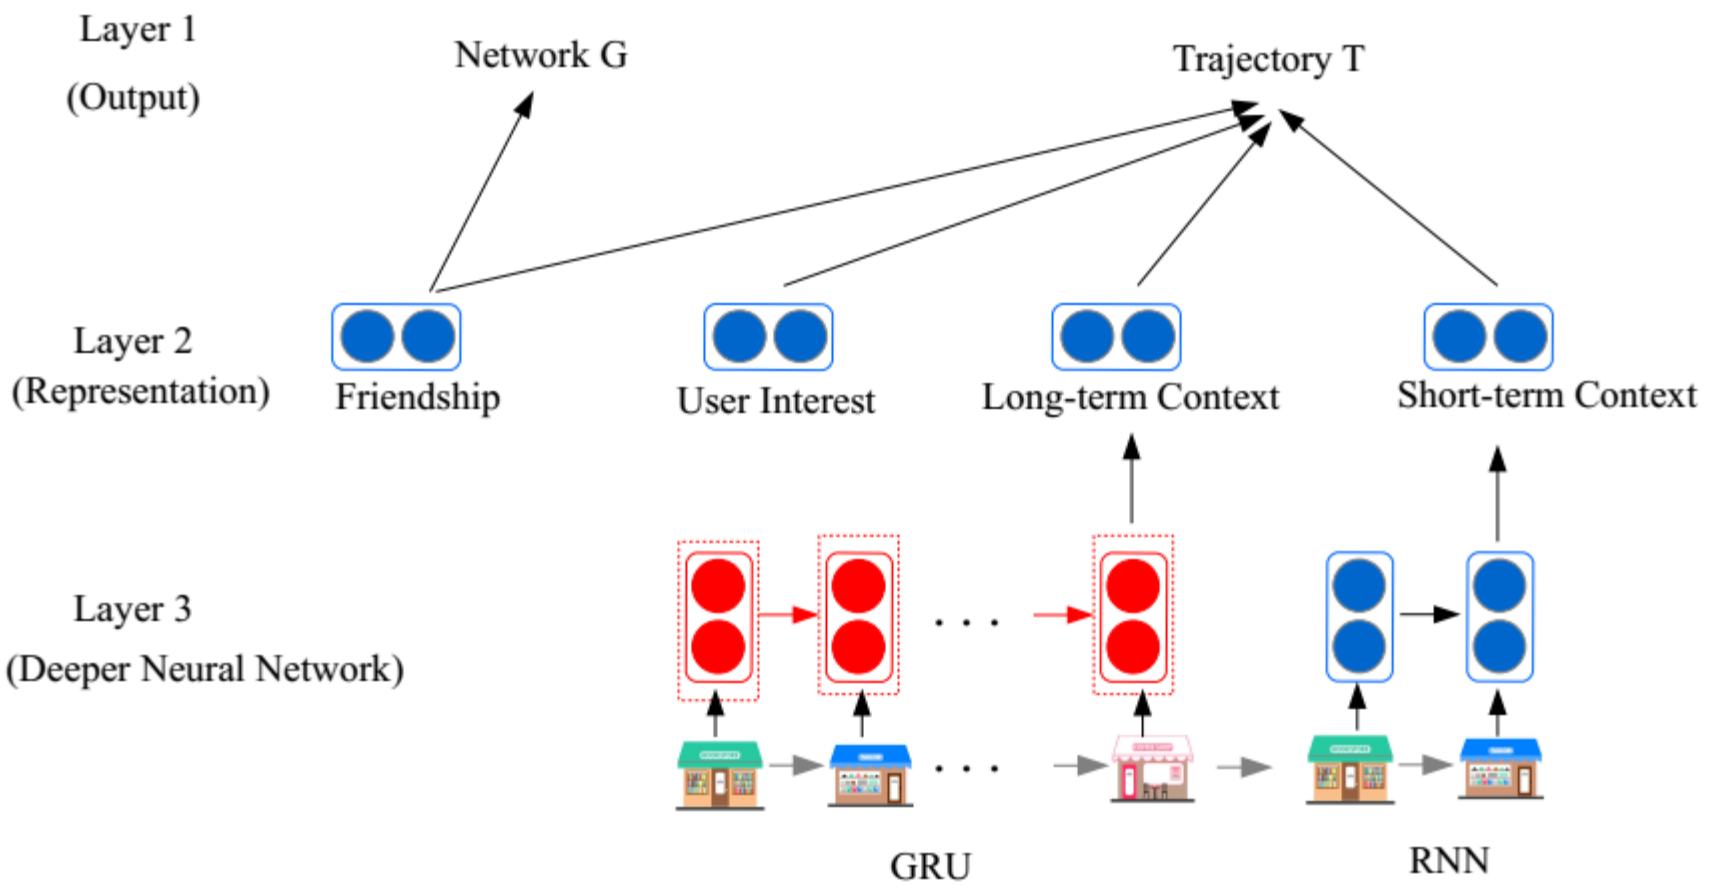 Layer 1
(Output)
Network G
Trajectory T
Layer 2
(Representation)
Friendship
User Interest
Long-term Context
Short-term Context
Layer 3
(Deeper Neural Network)
. . .
. . .
GRU
RNN